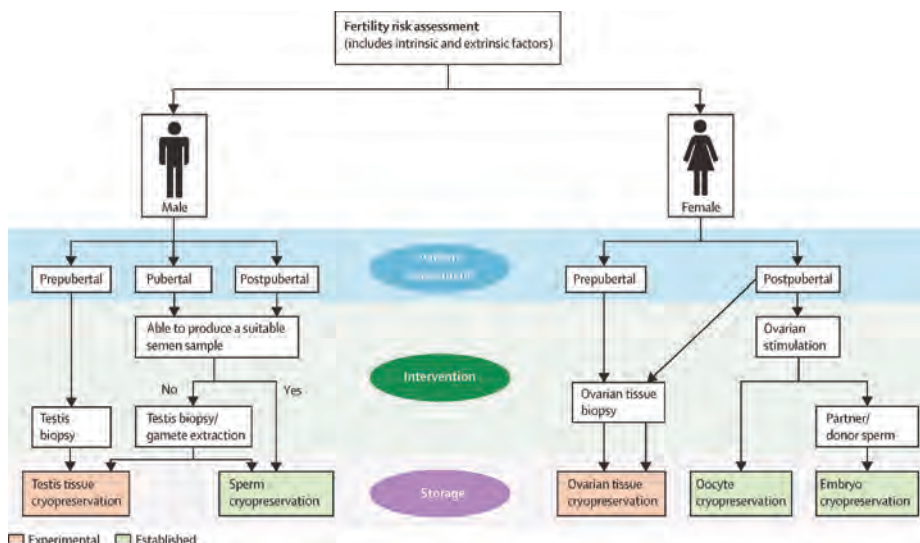 Fertility risk assessment
(includes intrinsic and extrinsic factors)
Male
Female
Prepubertal
Pubertal
Postpubertal
Prepubertal
Postpubertal
Able to produce a suitable
semen sample
Ovarian
stimulation
Intervention
No
Yes
Ovarian tissue
biopsy
Testis
biopsy
Testis biopsy/
gamete extraction
Partner/
donor sperm
Testis tissue
cryopreservation
Sperm
cryopreservation
Storage
Ovarian tissue
cryopreservation
Oocyte
cryopreservation
Embryo
cryopreservation
Experimental
Established